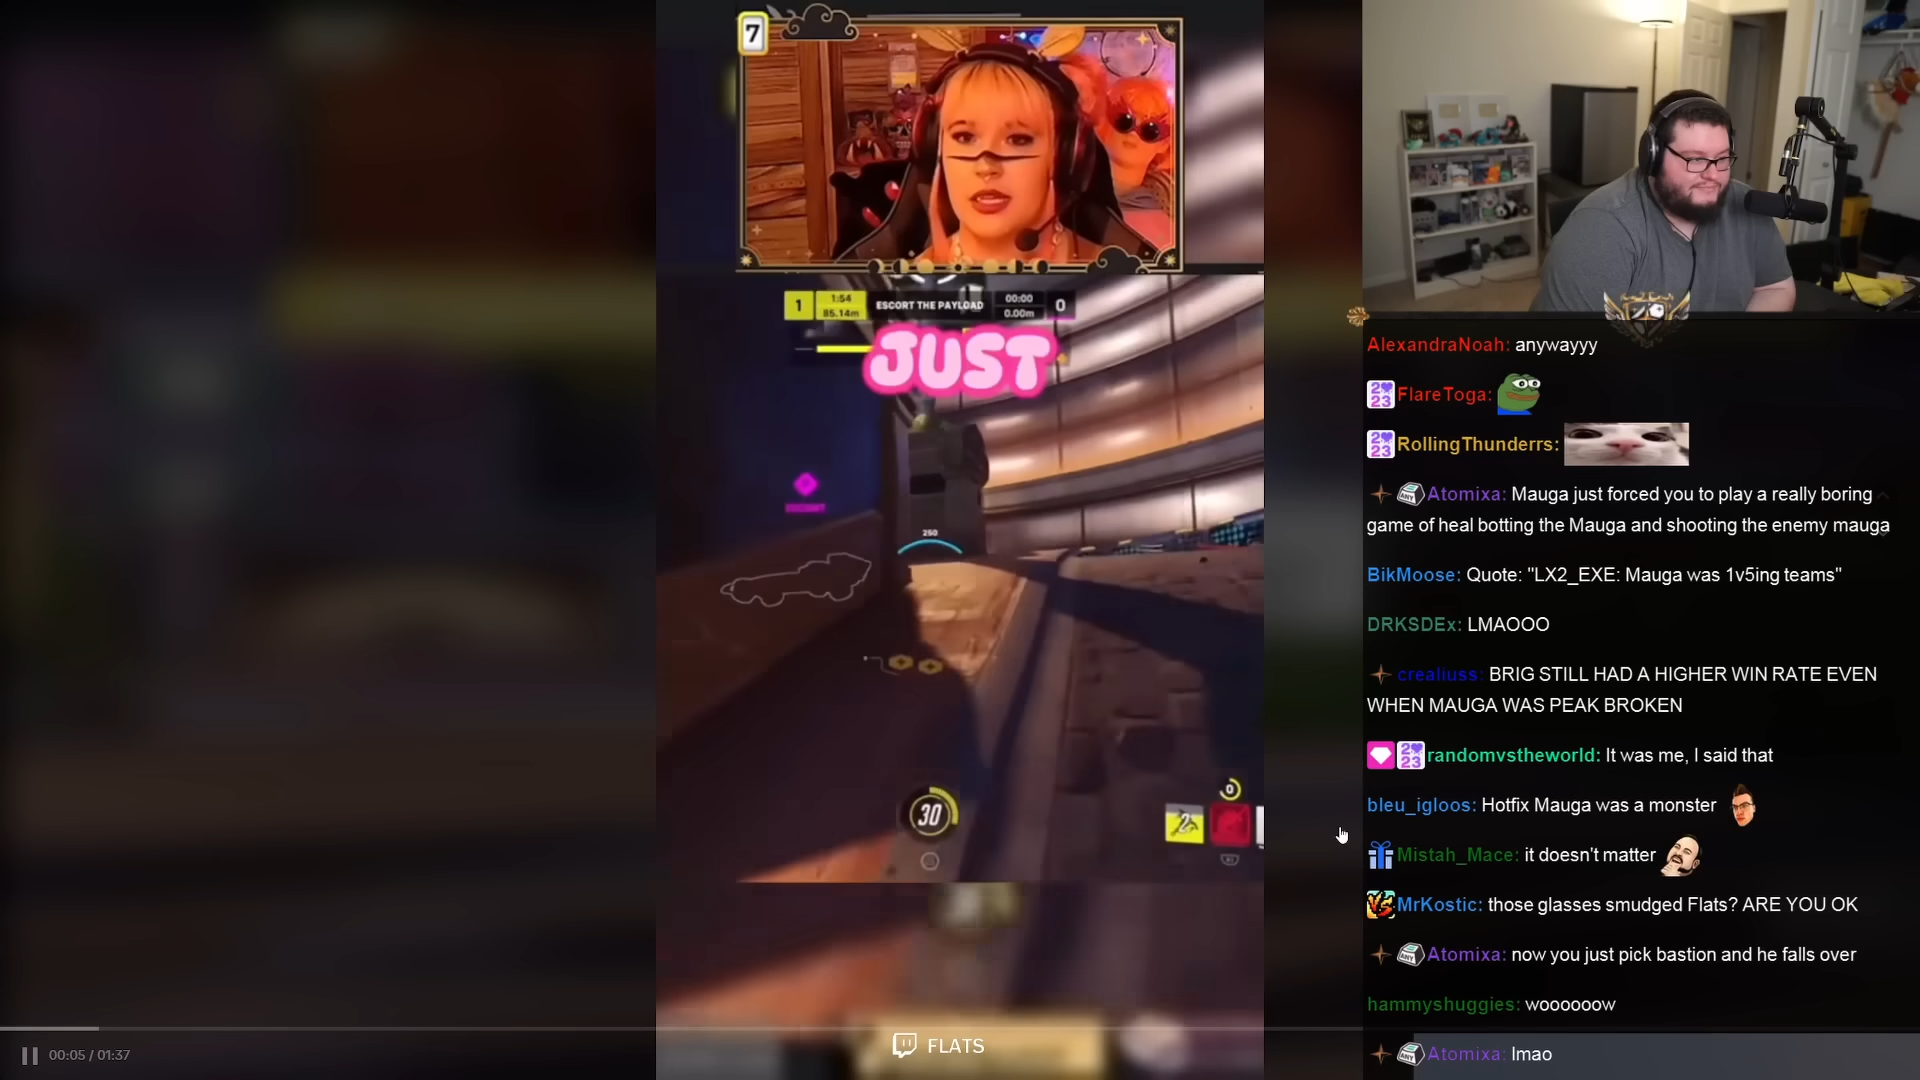 7
1
1:54
85.14m
ESCORT THE PAYLOAD
00:00
0.00m
0
JUST
250
30
2
0
FLATS
00:05 / 01:37
AlexandraNoah: anywayyy
FlareToga:
RollingThunderrs:
Atomixa: Mauga just forced you to play a really boring
game of heal botting the Mauga and shooting the enemy mauga
BikMoose: Quote: "LX2_EXE: Mauga was 1v5ing teams"
DRKSDEx: LMAOOO
crealiuss: BRIG STILL HAD A HIGHER WIN RATE EVEN
WHEN MAUGA WAS PEAK BROKEN
randomvstheworld: It was me, I said that
bleu_igloos: Hotfix Mauga was a monster
Mistah_Mace: it doesn't matter
MrKostic: those glasses smudged Flats? ARE YOU OK
Atomixa: now you just pick bastion and he falls over
hammyshuggies: woooooow
Atomixa: lmao